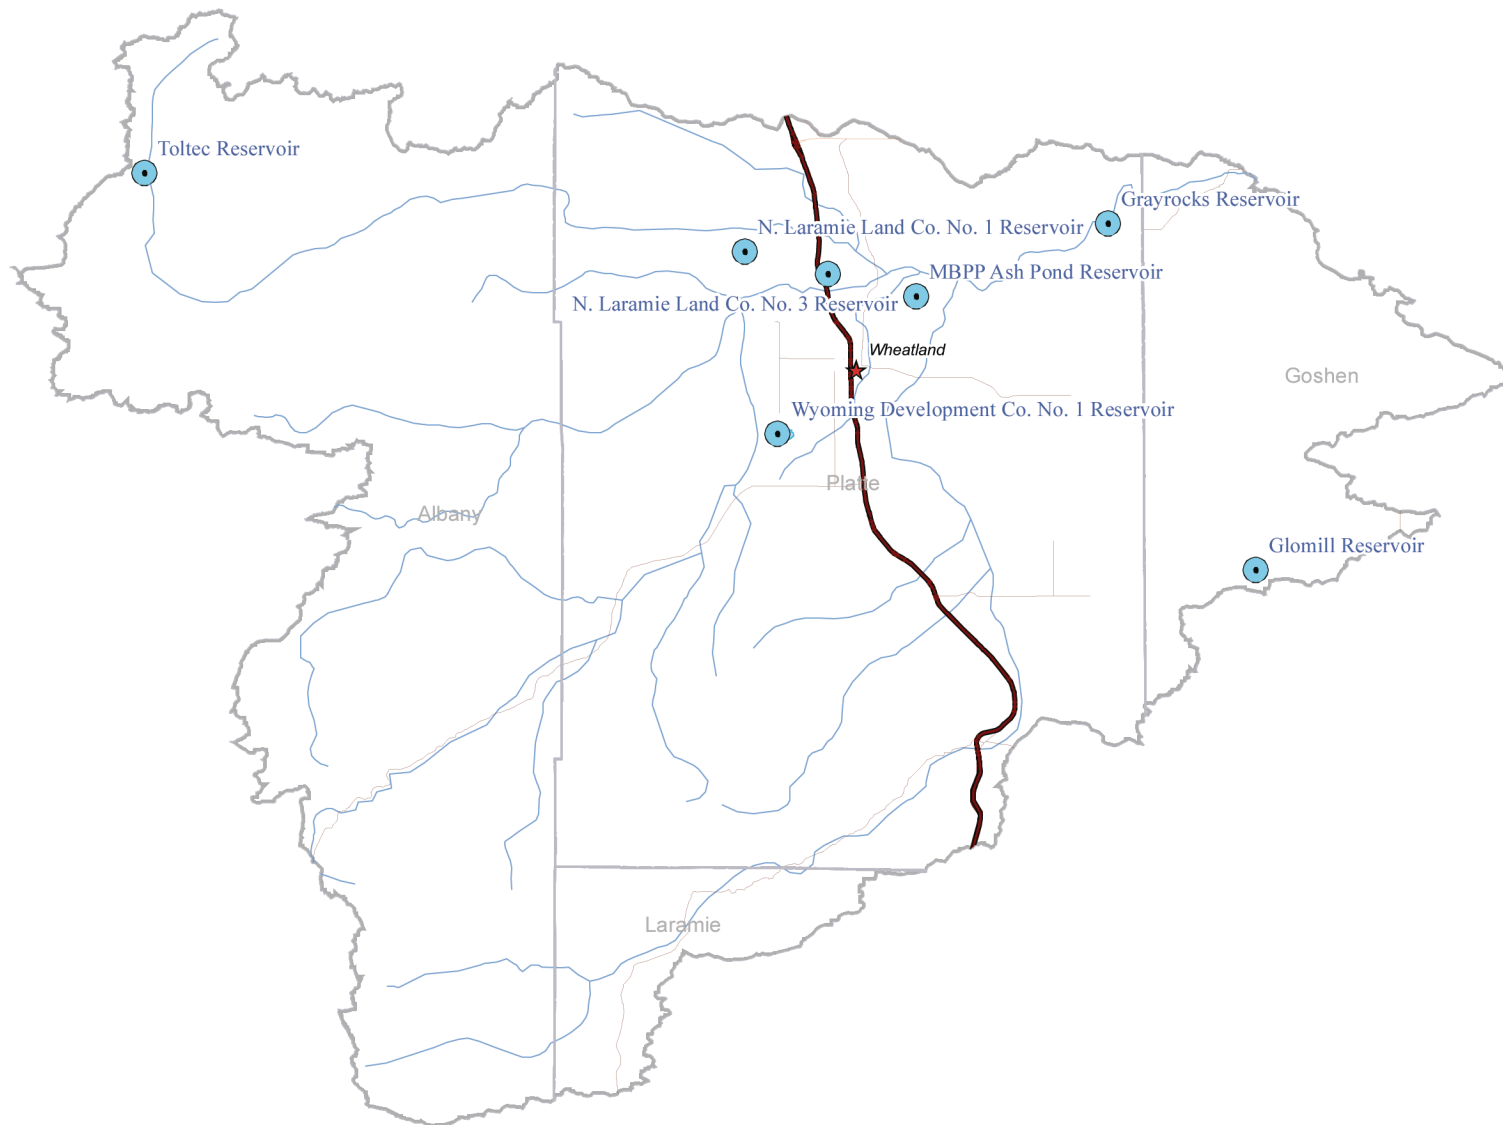 Toltec Reservoir
Grayrocks Reservoir
N. Laramie Land Co. No. 1 Reservoir
MBPP Ash Pond Reservoir
N. Laramie Land Co. No. 3 Reservoir
Wheatland
Goshen
Wyoming Development Co. No. 1 Reservoir
Platte
Albany
Glomill Reservoir
Laramie